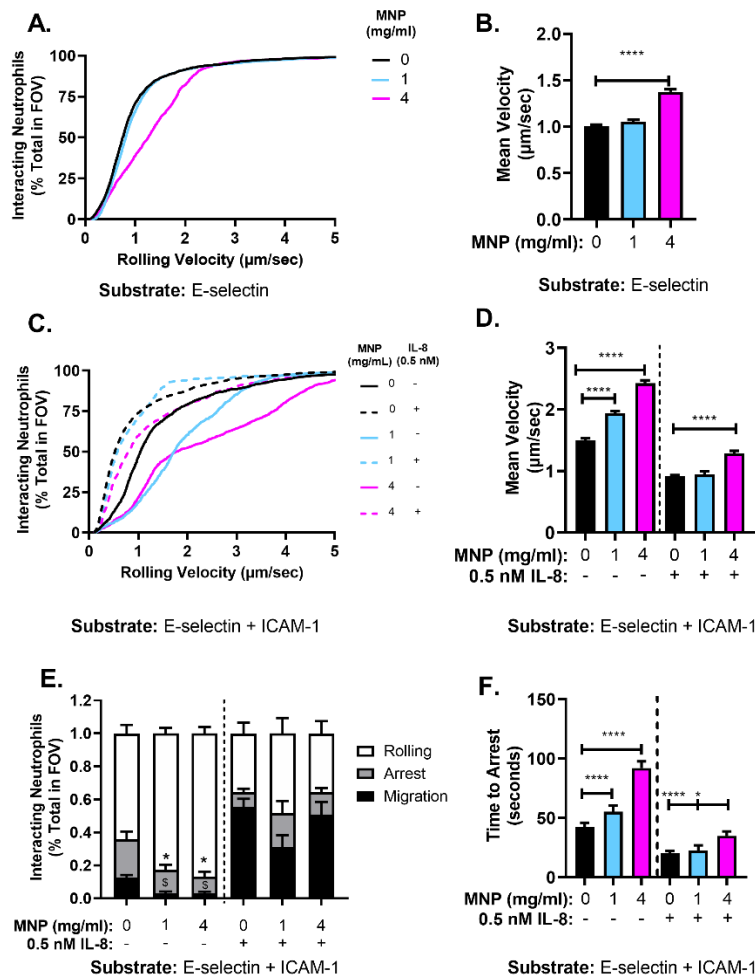 A.
MNP
(mg/ml)
0
1
4
Interacting Neutrophils
(% Total in FOV)
100
75
50
25
0
0 1 2 3 4 5
Rolling Velocity (µm/sec)
Substrate: E-selectin
B.
Mean Velocity
(µm/sec)
2.0
1.5
1.0
0.5
0.0
****
MNP (mg/ml): 0 1 4
Substrate: E-selectin
C.
MNP IL-8
(mg/mL) (0.5 nM)
0 -
0 +
1 -
1 +
4 -
4 +
Interacting Neutrophils
(% Total in FOV)
100
75
50
25
0
0 1 2 3 4 5
Rolling Velocity (µm/sec)
Substrate: E-selectin + ICAM-1
D.
Mean Velocity
(µm/sec)
3
2
1
0
****
****
****
MNP (mg/ml): 0 1 4 0 1 4
0.5 nM IL-8: - - - + + +
Substrate: E-selectin + ICAM-1
E.
Interacting Neutrophils
(% Total in FOV)
1.2
1.0
0.8
0.6
0.4
0.2
0.0
* *
$ $
Rolling
Arrest
Migration
MNP (mg/ml) 0 1 4 0 1 4
0.5 nM IL-8: - - - + + +
Substrate: E-selectin + ICAM-1
F.
Time to Arrest
(seconds)
150
100
50
0
****
****
**** *
MNP (mg/ml): 0 1 4 0 1 4
0.5 nM IL-8: - - - + + +
Substrate: E-selectin + ICAM-1